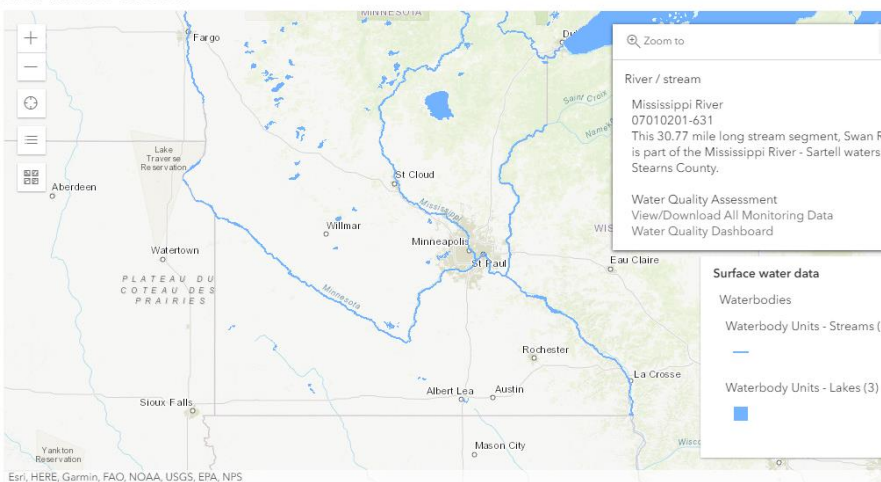 MINNESOTA
Fargo
Zoom to
River / stream
Mississippi River
07010201-631
This 30.77 mile long stream segment, Swan R
is part of the Mississippi River - Sartell waters
Stearns County.
Water Quality Assessment
View/Download All Monitoring Data
Water Quality Dashboard
Saint Croix
Lake
Traverse
Reservation
Aberdeen
St Cloud
Mississippi
Willmar
Minneapolis
St Paul
WIS
Eau Claire
Watertown
PLATEAU DU
COTEAU DES
PRAIRIES
Minnesota
Surface water data
Waterbodies
Waterbody Units - Streams (
Waterbody Units - Lakes (3)
Rochester
La Crosse
Albert Lea
Austin
Sioux Falls
Mason City
Yankton
Reservation
Wisco
Esri, HERE, Garmin, FAO, NOAA, USGS, EPA, NPS